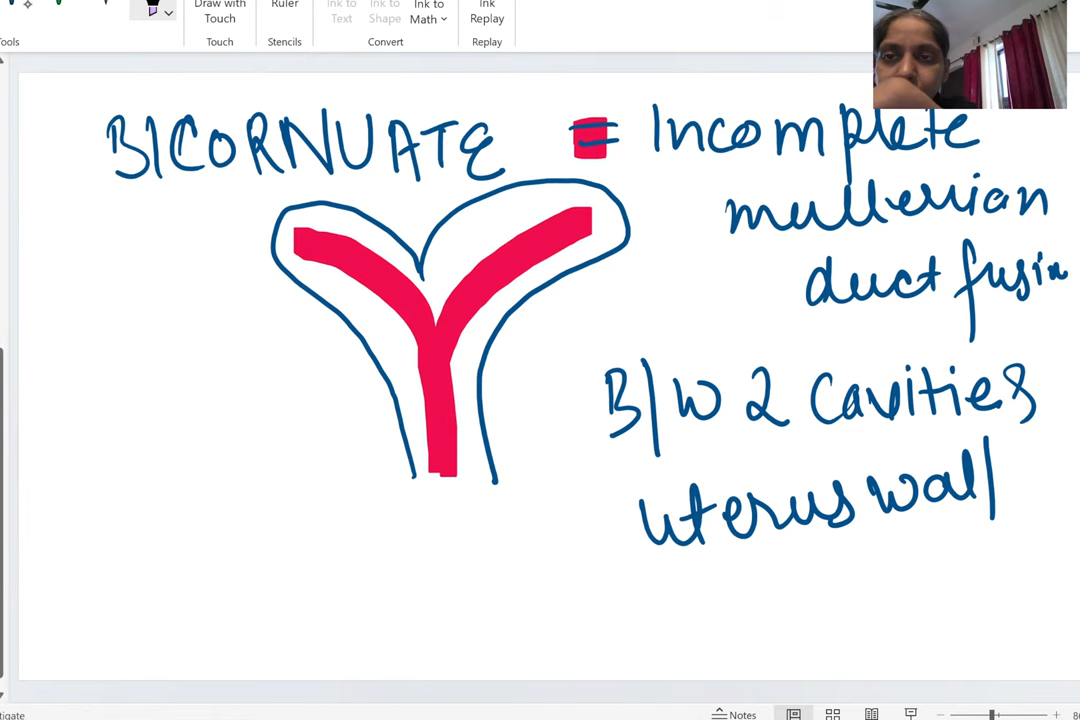 Draw with Touch
Ruler
Ink to Text
Ink to Shape
Ink to Math
Ink Replay
Tools
Touch
Stencils
Convert
Replay
BICORNUATE = Incomplete
mullerian
duct fusion
B/W 2 cavities
uterus wall
Notes